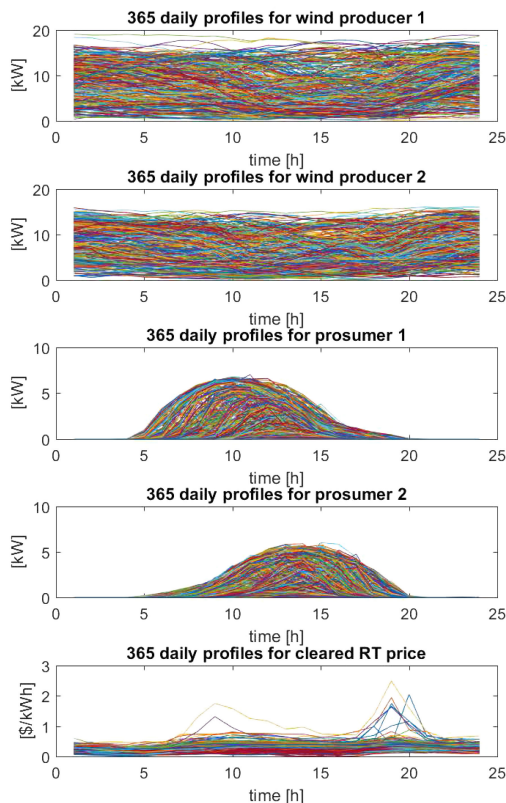 365 daily profiles for wind producer 1
20
10
0
[kW]
0 5 10 15 20 25
time [h]
365 daily profiles for wind producer 2
20
10
0
[kW]
0 5 10 15 20 25
time [h]
365 daily profiles for prosumer 1
10
5
0
[kW]
0 5 10 15 20 25
time [h]
365 daily profiles for prosumer 2
10
5
0
[kW]
0 5 10 15 20 25
time [h]
365 daily profiles for cleared RT price
3
2
1
0
[$/kWh]
0 5 10 15 20 25
time [h]